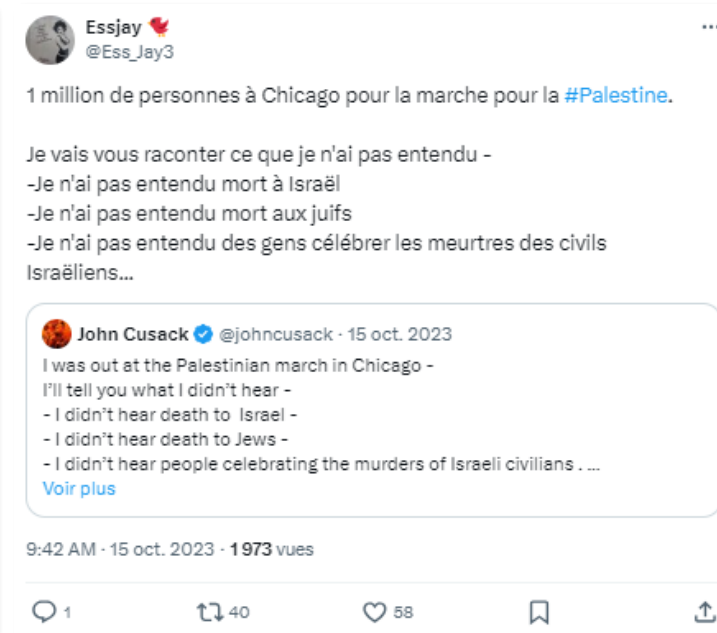 Essjay
@Ess_Jay3
1 million de personnes à Chicago pour la marche pour la #Palestine.
Je vais vous raconter ce que je n'ai pas entendu -
-Je n'ai pas entendu mort à Israël
-Je n'ai pas entendu mort aux juifs
-Je n'ai pas entendu des gens célébrer les meurtres des civils
Israëliens...
John Cusack @johncusack · 15 oct. 2023
I was out at the Palestinian march in Chicago -
I'll tell you what I didn't hear -
- I didn't hear death to Israel -
- I didn't hear death to Jews -
- I didn't hear people celebrating the murders of Israeli civilians . ...
Voir plus
9:42 AM · 15 oct. 2023 · 1 973 vues
1 40 58